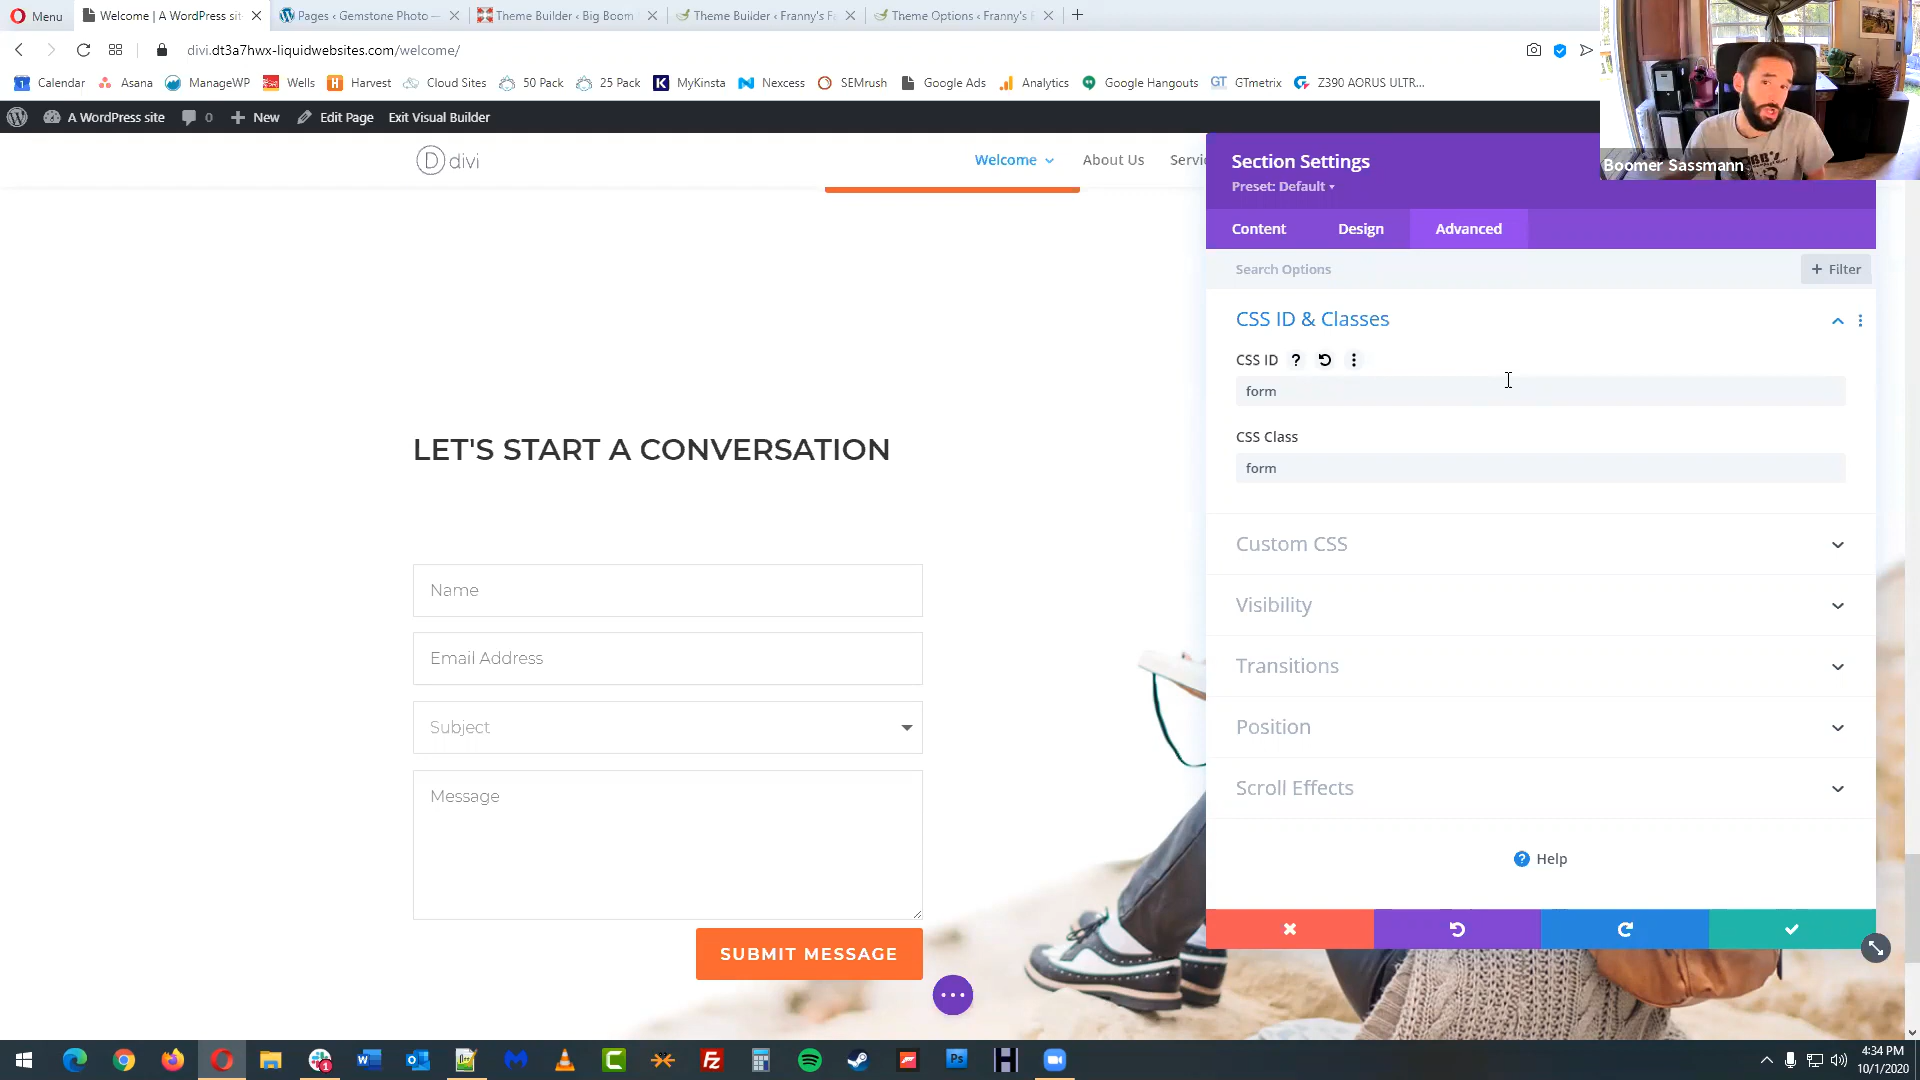 Menu
Welcome | A WordPress sit
Pages ‹ Gemstone Photo —
Theme Builder ‹ Big Boom
Theme Builder ‹ Franny's F
Theme Options ‹ Franny's F
divi.dt3a7hwx-liquidwebsites.com/welcome/
Calendar
Asana
ManageWP
Wells
Harvest
Cloud Sites
50 Pack
25 Pack
MyKinsta
Nexcess
SEMrush
Google Ads
Analytics
Google Hangouts
GT GTmetrix
Z390 AORUS ULTR...
A WordPress site
0
New
Edit Page
Exit Visual Builder
Boomer Sassmann
D divi
Welcome
About Us
Servi
Section Settings
Preset: Default
Content
Design
Advanced
Search Options
+ Filter
CSS ID & Classes
CSS ID
form
CSS Class
form
Custom CSS
Visibility
Transitions
Position
Scroll Effects
? Help
LET'S START A CONVERSATION
Name
Email Address
Subject
Message
SUBMIT MESSAGE
4:34 PM
10/1/2020